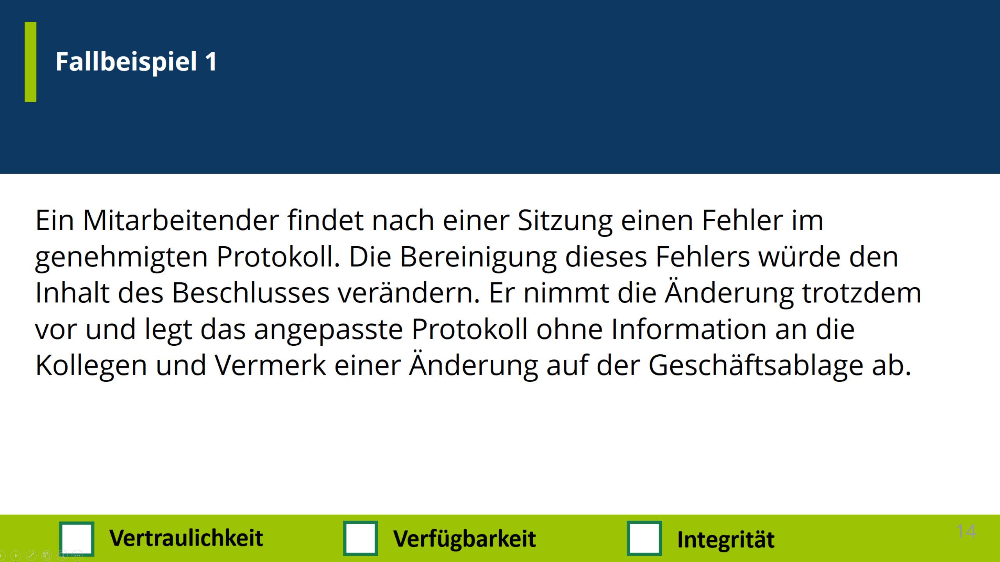 Fallbeispiel 1
Ein Mitarbeitender findet nach einer Sitzung einen Fehler im
genehmigten Protokoll. Die Bereinigung dieses Fehlers würde den
Inhalt des Beschlusses verändern. Er nimmt die Änderung trotzdem
vor und legt das angepasste Protokoll ohne Information an die
Kollegen und Vermerk einer Änderung auf der Geschäftsablage ab.
Vertraulichkeit
Verfügbarkeit
Integrität
14